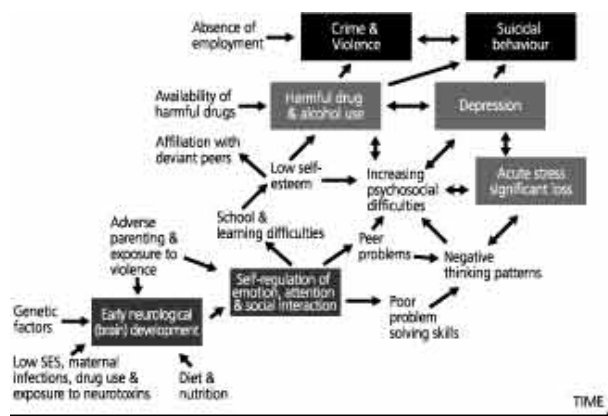 Absence of
employment
Crime &
Violence
Suicidal
behaviour
Availability of
harmful drugs
Harmful drug
& alcohol use
Depression
Affiliation with
deviant peers
Low self-
esteem
Increasing
psychosocial
difficulties
Acute stress
significant loss
School &
learning difficulties
Adverse
parenting &
exposure to
violence
Peer
problems
Negative
thinking patterns
Self-regulation of
emotion, attention
& social interaction
Genetic
factors
Early neurological
(brain) development
Poor
problem
solving skills
Low SES, maternal
infections, drug use &
exposure to neurotoxins
Diet &
nutrition
TIME